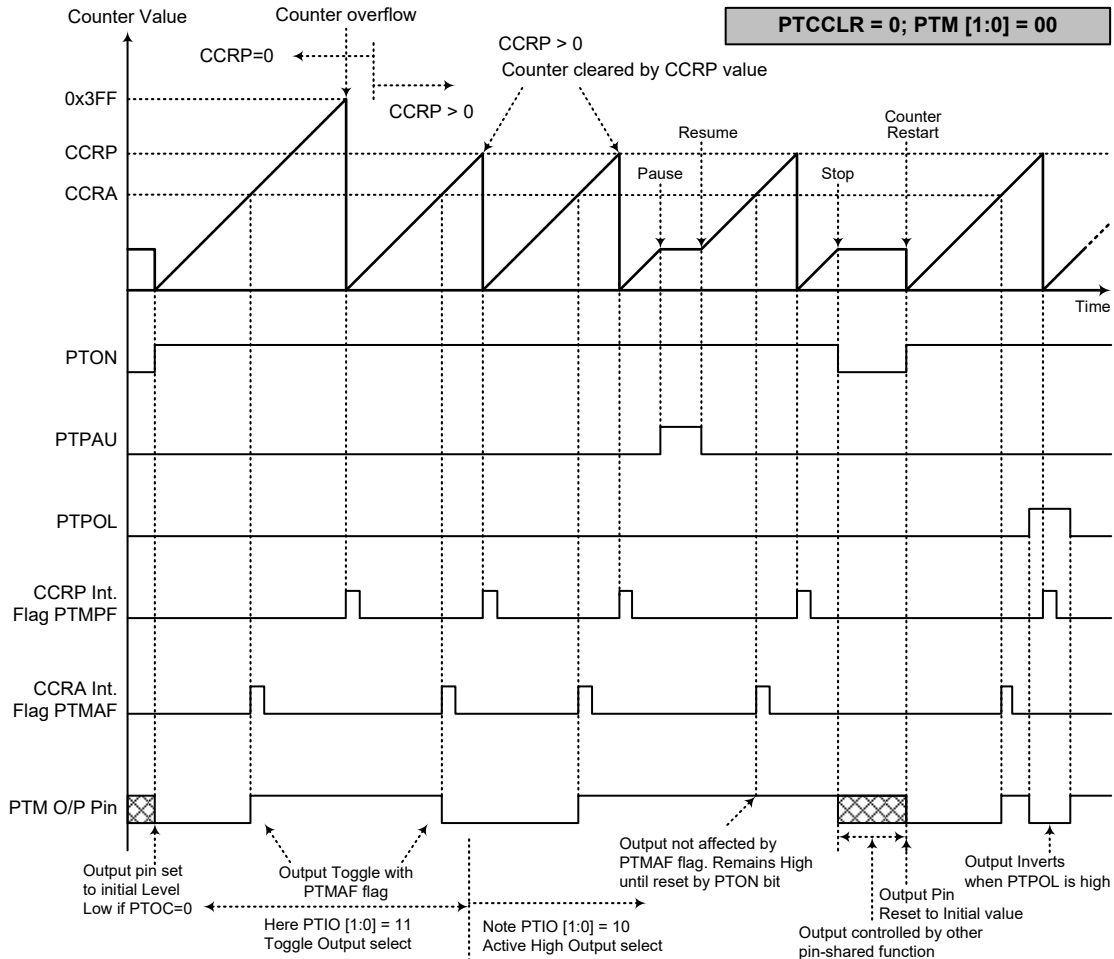 Counter Value
Counter overflow
PTCCLR = 0; PTM [1:0] = 00
CCRP=0
CCRP > 0
CCRP > 0
Counter cleared by CCRP value
0x3FF
CCRP
CCRA
Pause
Resume
Stop
Counter
Restart
Time
PTON
PTPAU
PTPOL
CCRP Int.
Flag PTMPF
CCRA Int.
Flag PTMAF
PTM O/P Pin
Output pin set
to initial Level
Low if PTOC=0
Output Toggle with
PTMAF flag
Here PTIO [1:0] = 11
Toggle Output select
Note PTIO [1:0] = 10
Active High Output select
Output not affected by
PTMAF flag. Remains High
until reset by PTON bit
Output Pin
Reset to Initial value
Output controlled by other
pin-shared function
Output Inverts
when PTPOL is high